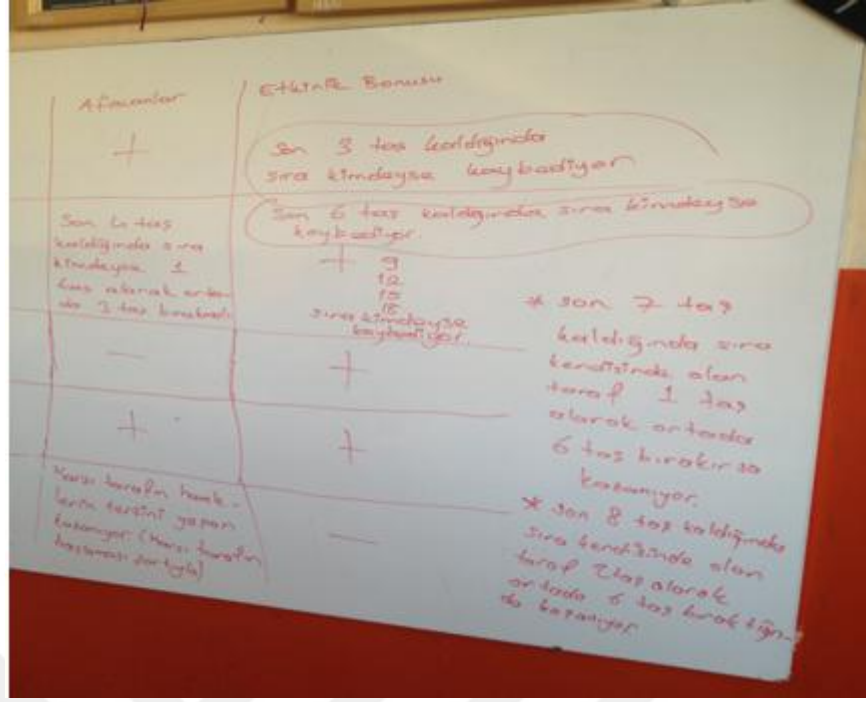 Afacanlar
+
Son 4 taş
kaldığında sıra
kimdeyse 1
taş alarak orta-
da 3 taş bırakmalı.
—
+
Karşı tarafın hamle-
lerin tersini yapan
kazanıyor. (Karşı tarafın
başlaması şartıyla)
Etkinlik Bonusu
Son 3 taş kaldığında
sıra kimdeyse kaybediyor
Son 6 taş kaldığında sıra kimdeyse
kaybediyor.
+ 9
12
15
18
sıra kimdeyse
kaybediyor.
+
+
—
* son 7 taş
kaldığında sıra
kendisinde olan
taraf 1 taş
alarak ortada
6 taş bırakırsa
kazanıyor.
* son 8 taş kaldığında
sıra kendisinde olan
taraf 2 taş alarak
ortada 6 taş bıraktığın-
da kazanıyor